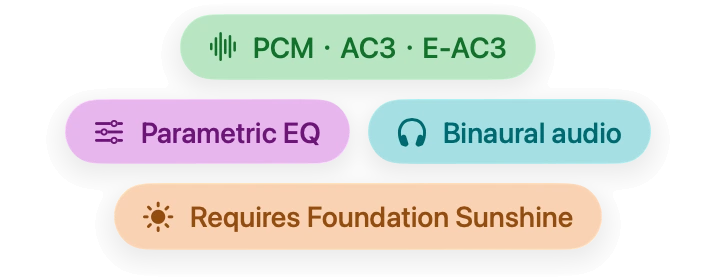 PCM · AC3 · E-AC3
Parametric EQ
Binaural audio
Requires Foundation Sunshine